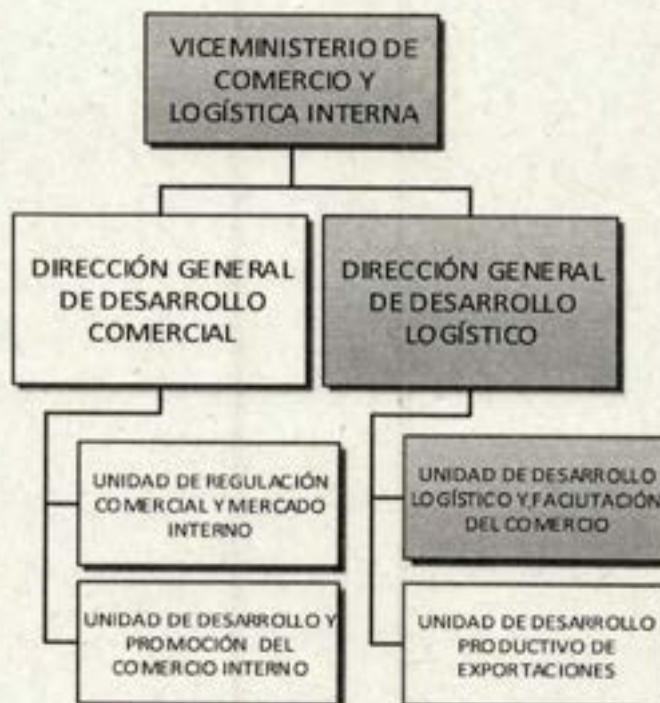 VICEMINISTERIO DE
COMERCIO Y
LOGÍSTICA INTERNA
DIRECCIÓN GENERAL
DE DESARROLLO
COMERCIAL
DIRECCIÓN GENERAL
DE DESARROLLO
LOGÍSTICO
UNIDAD DE REGULACIÓN
COMERCIAL Y MERCADO
INTERNO
UNIDAD DE DESARROLLO
LOGÍSTICO Y,FACIUTACIÓN
DEL COMERCIO
UNIDAD DE DESARROLLO Y
PROMOCIÓN DEL
COMERCIO INTERNO
UNIDAD DE DESARROLLO
PRODUCTIVO DE
EXPORTACIONES